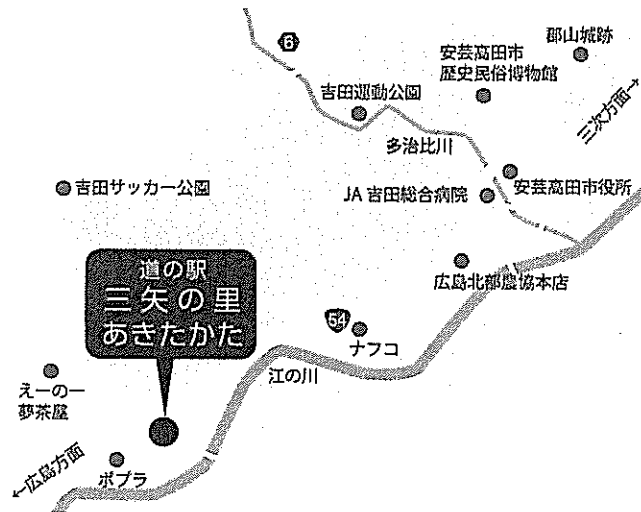 6
郡山城跡
安芸高田市
歴史民俗博物館
吉田運動公園
三次方面→
多治比川
吉田サッカー公園
JA 吉田総合病院
安芸高田市役所
広島北部農協本店
道の駅
三矢の里
あきたかた
54
ナフコ
江の川
えーのー
夢茶屋
←広島方面
ポプラ